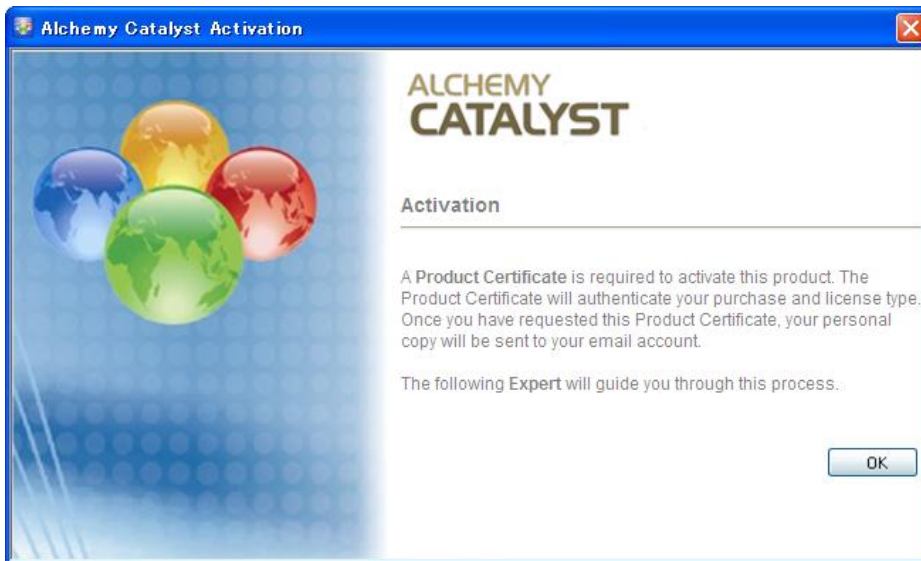 Alchemy Catalyst Activation
ALCHEMY
CATALYST
Activation
A Product Certificate is required to activate this product. The
Product Certificate will authenticate your purchase and license type.
Once you have requested this Product Certificate, your personal
copy will be sent to your email account.
The following Expert will guide you through this process.
OK